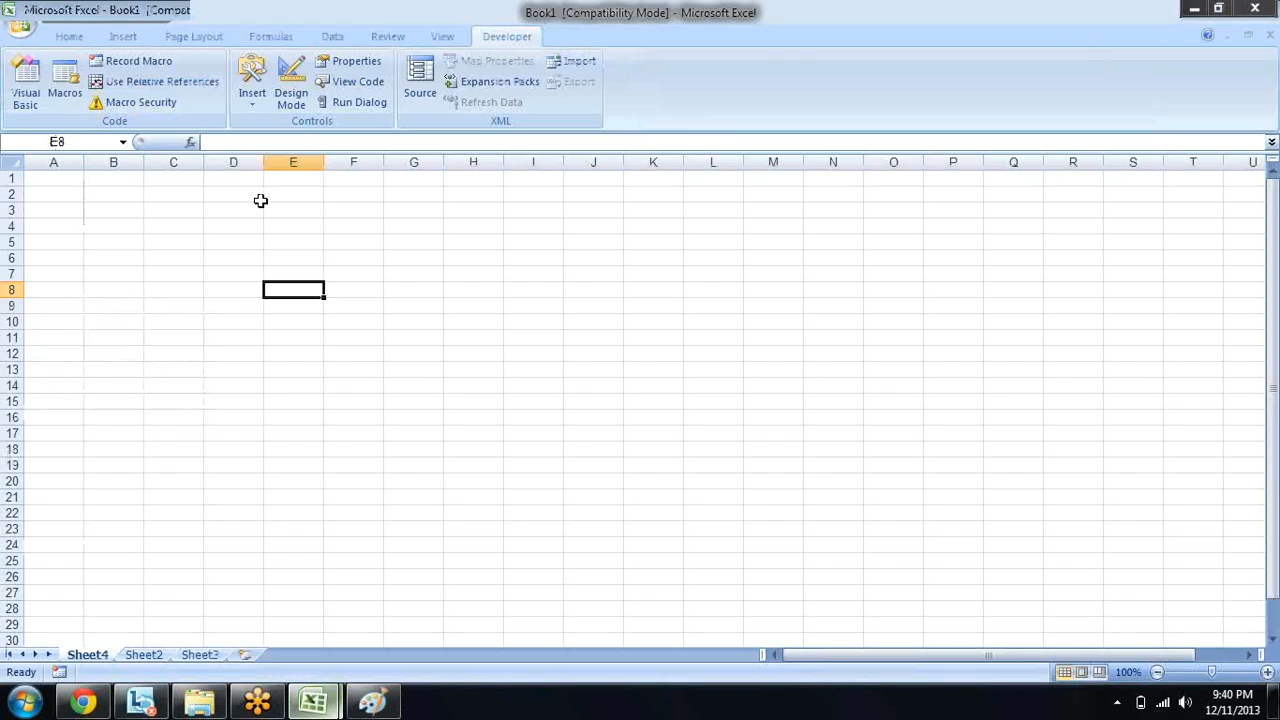 Microsoft Excel - Book1 [Compat
Book1 [Compatibility Mode] - Microsoft Excel
Home Insert Page Layout Formulas Data Review View Developer
Visual Basic
Macros
Record Macro
Use Relative References
Macro Security
Code
Insert
Design Mode
Properties
View Code
Run Dialog
Controls
Source
Map Properties
Expansion Packs
Refresh Data
Import
Export
XML
E8 fx
A B C D E F G H I J K L M N O P Q R S T U
1
2
3
4
5
6
7
8
9
10
11
12
13
14
15
16
17
18
19
20
21
22
23
24
25
26
27
28
29
30
Sheet4 Sheet2 Sheet3
Ready 100%
9:40 PM
12/11/2013